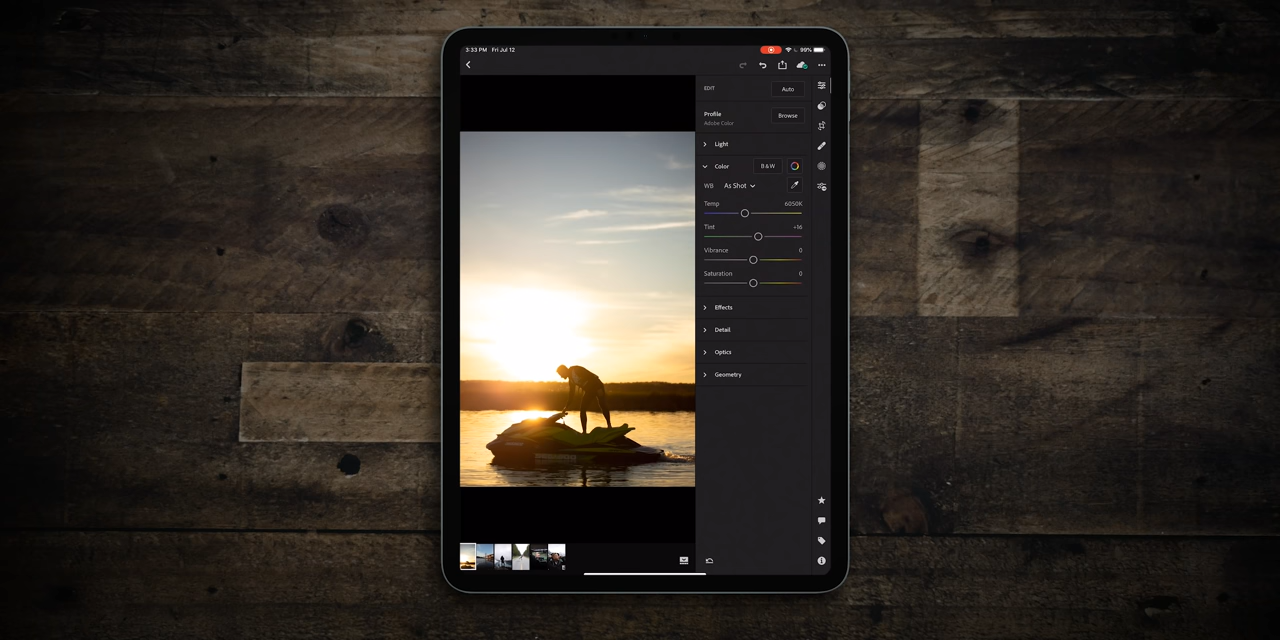 3:33 PM Fri Jul 12
99%
EDIT
Auto
Profile
Adobe Color
Browse
Light
Color
B & W
WB
As Shot
Temp
6050K
Tint
+16
Vibrance
0
Saturation
0
Effects
Detail
Optics
Geometry